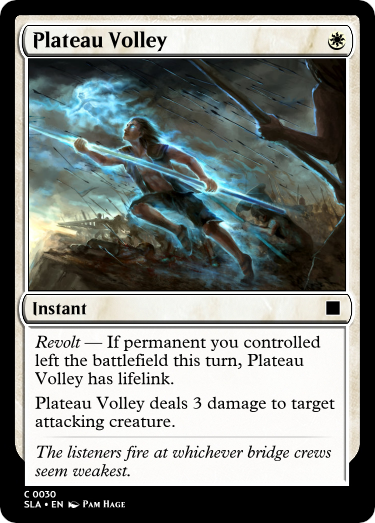 Plateau Volley
Instant
Revolt — If permanent you controlled
left the battlefield this turn, Plateau
Volley has lifelink.
Plateau Volley deals 3 damage to target
attacking creature.
The listeners fire at whichever bridge crews
seem weakest.
C 0030
SLA • EN Pam Hage